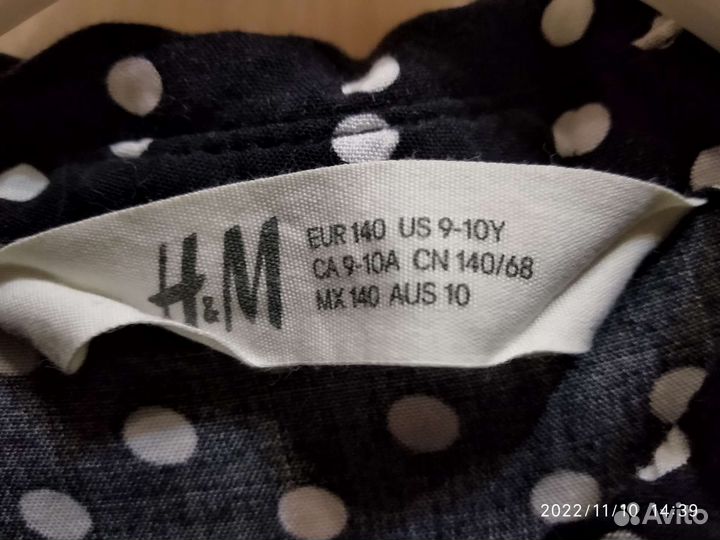 H&M
EUR 140 US 9-10Y
CA 9-10A CN 140/68
MX 140 AUS 10
2022/11/10 14:39
Avito